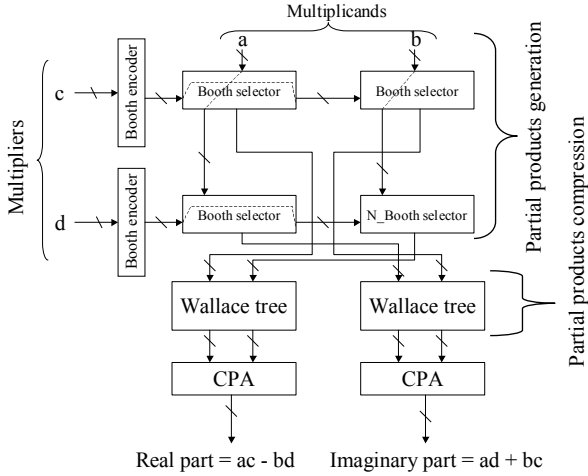 Multiplicands
a
b
Multipliers
c
Booth encoder
Booth selector
Booth selector
Partial products generation
d
Booth encoder
Booth selector
N_Booth selector
Partial products compression
Wallace tree
Wallace tree
CPA
CPA
Real part = ac - bd
Imaginary part = ad + bc